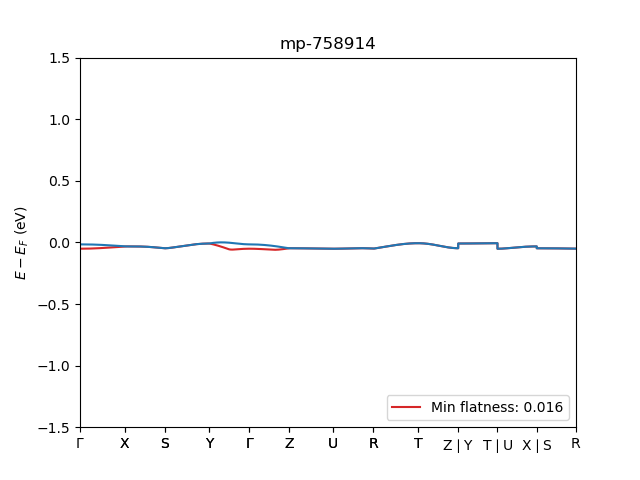 mp-758914
1.5
1.0
0.5
0.0
−0.5
−1.0
−1.5
E − E_F (eV)
Min flatness: 0.016
Γ X S Y Γ Z U R T Z | Y T | U X | S R